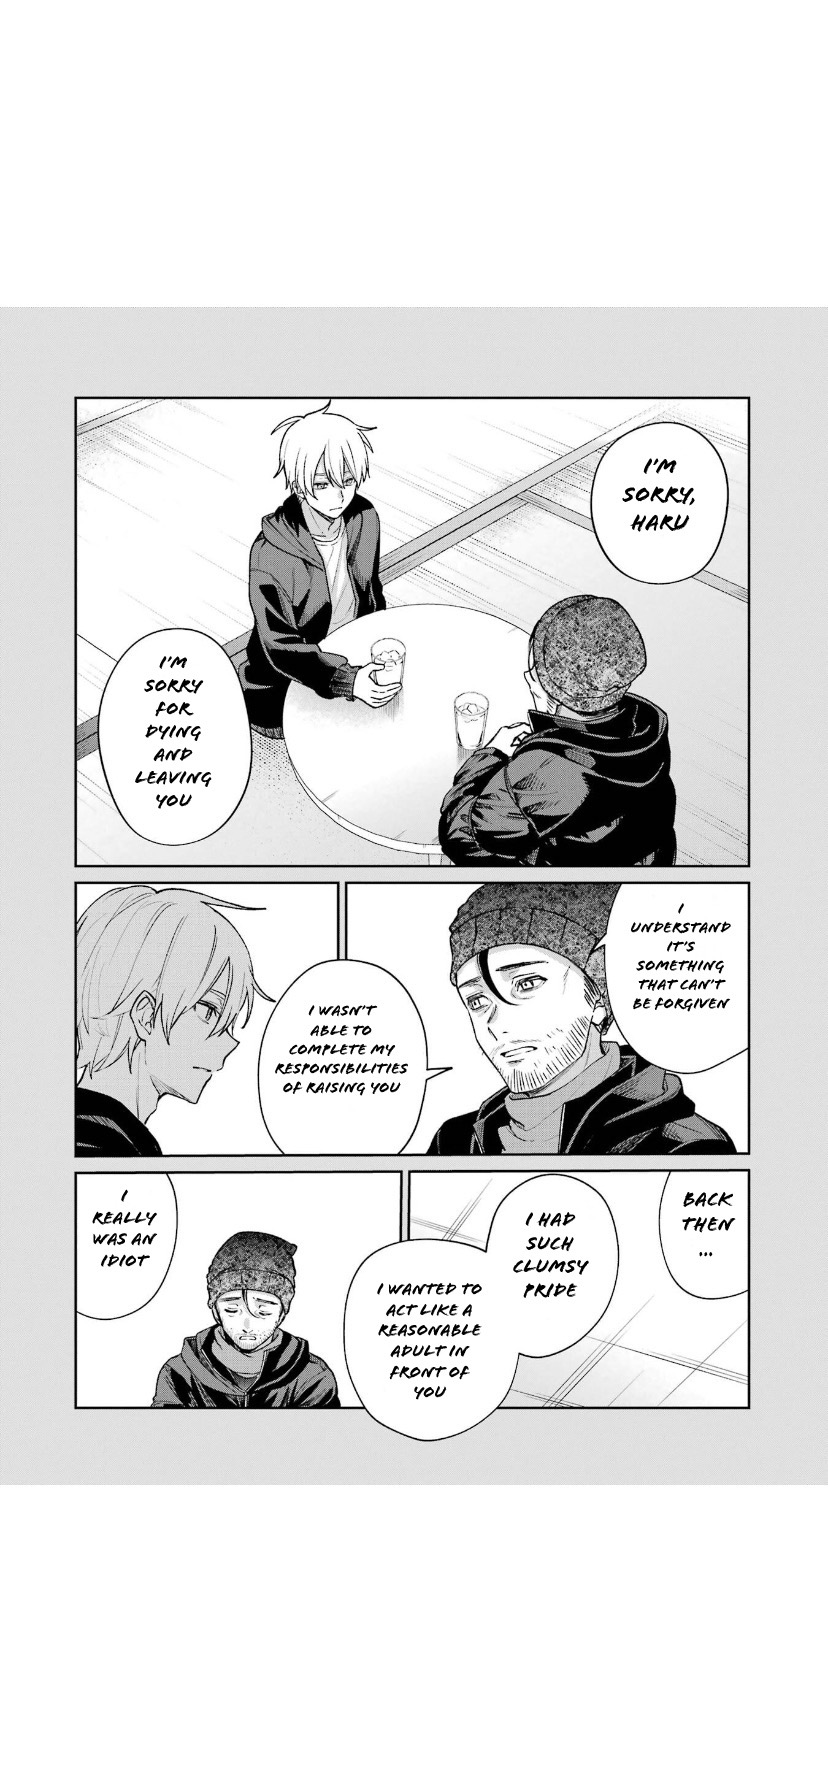 I'M
SORRY,
HARU
I'M
SORRY
FOR
DYING
AND
LEAVING
YOU
I
UNDERSTAND
IT'S
SOMETHING
THAT CAN'T
BE FORGIVEN
I WASN'T
ABLE TO
COMPLETE MY
RESPONSIBILITIES
OF RAISING YOU
BACK
THEN
...
I HAD
SUCH
CLUMSY
PRIDE
I WANTED TO
ACT LIKE A
REASONABLE
ADULT IN
FRONT OF
YOU
I
REALLY
WAS AN
IDIOT